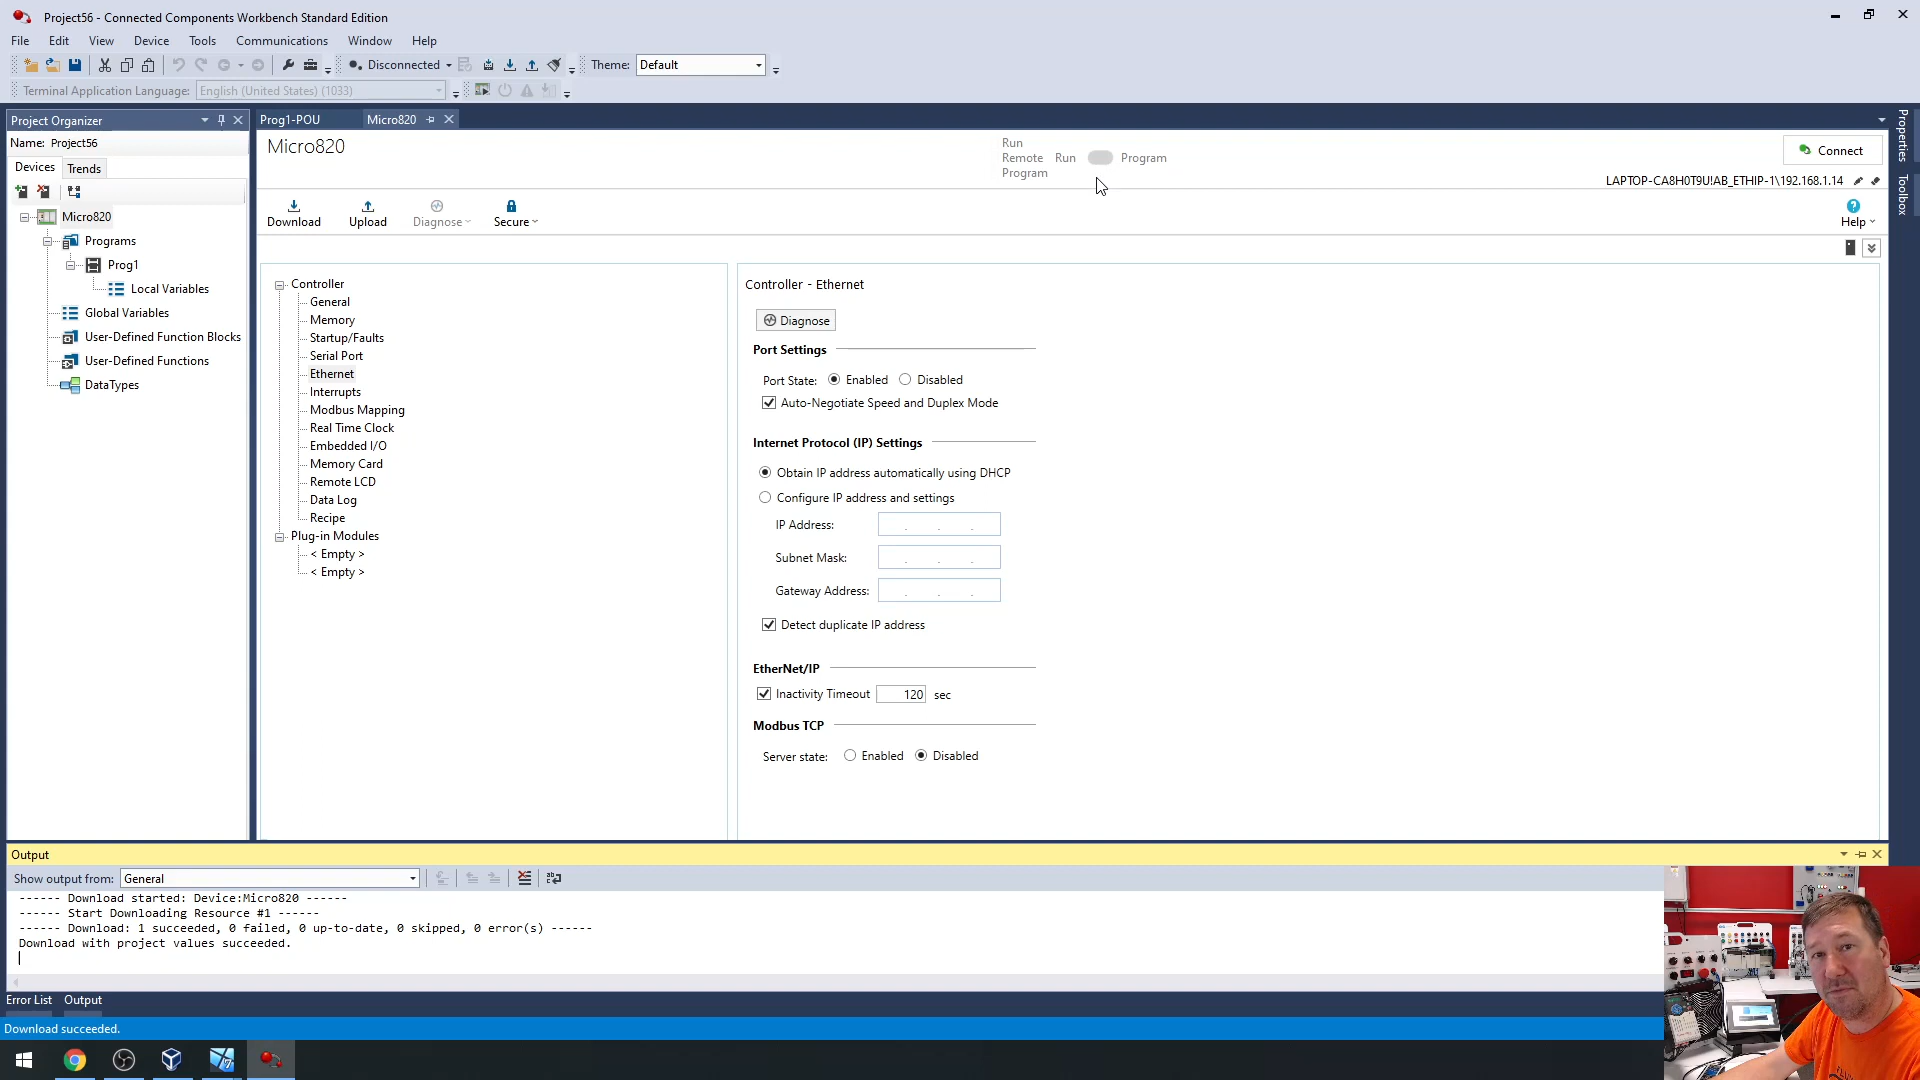 Project56 - Connected Components Workbench Standard Edition
File Edit View Device Tools Communications Window Help
Disconnected Theme: Default
Terminal Application Language: English (United States) (1033)
Project Organizer
Name: Project56
Devices Trends
Micro820
Programs
Prog1
Local Variables
Global Variables
User-Defined Function Blocks
User-Defined Functions
DataTypes
Prog1-POU Micro820
Micro820
Run
Remote Run Program
Program
Connect
LAPTOP-CA8H0T9U!AB_ETHIP-1\192.168.1.14
Download Upload Diagnose Secure Help
Controller
General
Memory
Startup/Faults
Serial Port
Ethernet
Interrupts
Modbus Mapping
Real Time Clock
Embedded I/O
Memory Card
Remote LCD
Data Log
Recipe
Plug-in Modules
< Empty >
< Empty >
Controller - Ethernet
Diagnose
Port Settings
Port State: Enabled Disabled
Auto-Negotiate Speed and Duplex Mode
Internet Protocol (IP) Settings
Obtain IP address automatically using DHCP
Configure IP address and settings
IP Address: . . .
Subnet Mask: . . .
Gateway Address: . . .
Detect duplicate IP address
EtherNet/IP
Inactivity Timeout 120 sec
Modbus TCP
Server state: Enabled Disabled
Properties
Toolbox
Output
Show output from: General
------ Download started: Device:Micro820 ------
------ Start Downloading Resource #1 ------
------ Download: 1 succeeded, 0 failed, 0 up-to-date, 0 skipped, 0 error(s) ------
Download with project values succeeded.
Error List Output
Download succeeded.